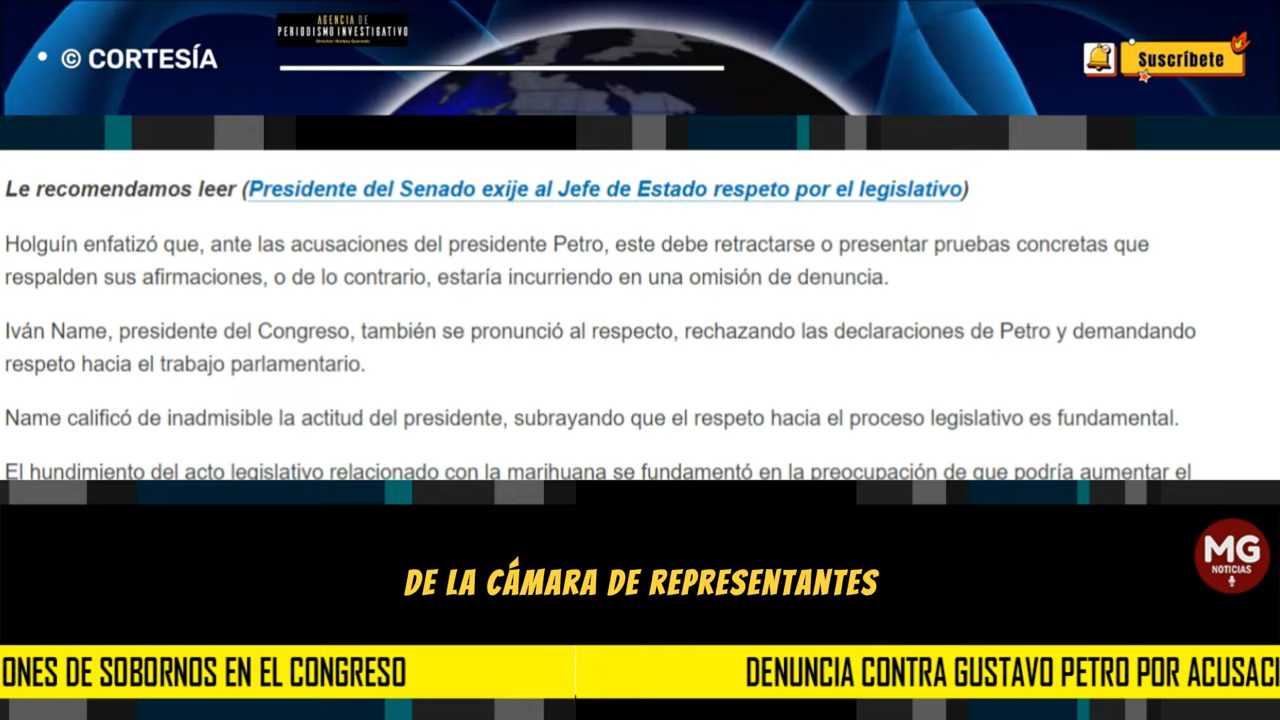 AGENCIA DE
PERIODISMO INVESTIGATIVO
Director: Norbey Quevedo
• © CORTESÍA
Suscríbete
Le recomendamos leer (Presidente del Senado exije al Jefe de Estado respeto por el legislativo)
Holguín enfatizó que, ante las acusaciones del presidente Petro, este debe retractarse o presentar pruebas concretas que
respalden sus afirmaciones, o de lo contrario, estaría incurriendo en una omisión de denuncia.
Iván Name, presidente del Congreso, también se pronunció al respecto, rechazando las declaraciones de Petro y demandando
respeto hacia el trabajo parlamentario.
Name calificó de inadmisible la actitud del presidente, subrayando que el respeto hacia el proceso legislativo es fundamental.
El hundimiento del acto legislativo relacionado con la marihuana se fundamentó en la preocupación de que podría aumentar el
MG
NOTICIAS
DE LA CÁMARA DE REPRESENTANTES
ONES DE SOBORNOS EN EL CONGRESO
DENUNCIA CONTRA GUSTAVO PETRO POR ACUSACI